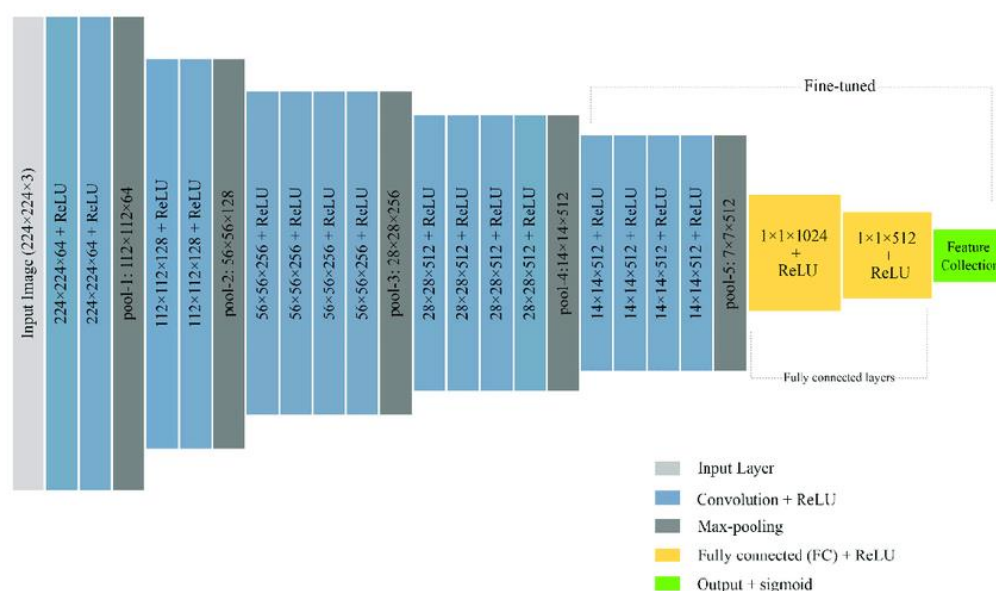 Input Image (224×224×3)
224×224×64 + ReLU
224×224×64 + ReLU
pool-1: 112×112×64
112×112×128 + ReLU
112×112×128 + ReLU
pool-2: 56×56×128
56×56×256 + ReLU
56×56×256 + ReLU
56×56×256 + ReLU
56×56×256 + ReLU
pool-3: 28×28×256
28×28×512 + ReLU
28×28×512 + ReLU
28×28×512 + ReLU
28×28×512 + ReLU
pool-4:14×14×512
14×14×512 + ReLU
14×14×512 + ReLU
14×14×512 + ReLU
14×14×512 + ReLU
pool-5: 7×7×512
Fine-tuned
1×1×1024
+
ReLU
1×1×512
+
ReLU
Feature
Collection
Fully connected layers
Input Layer
Convolution + ReLU
Max-pooling
Fully connected (FC) + ReLU
Output + sigmoid